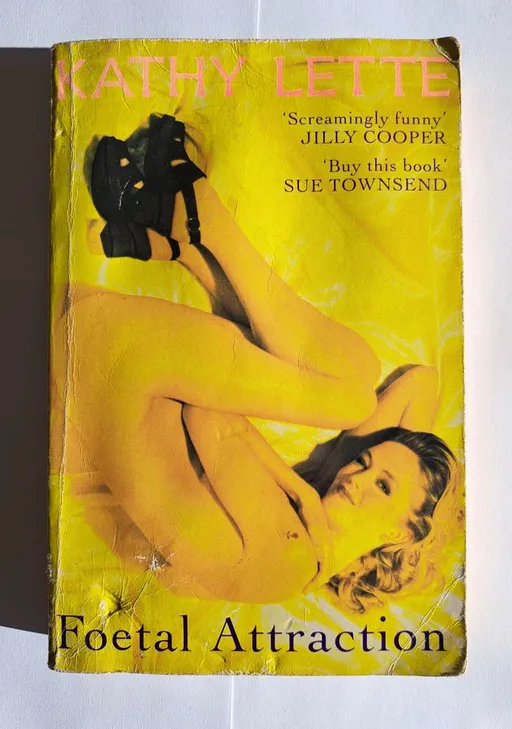 KATHY LETTE
'Screamingly funny'
JILLY COOPER
'Buy this book'
SUE TOWNSEND
Foetal Attraction